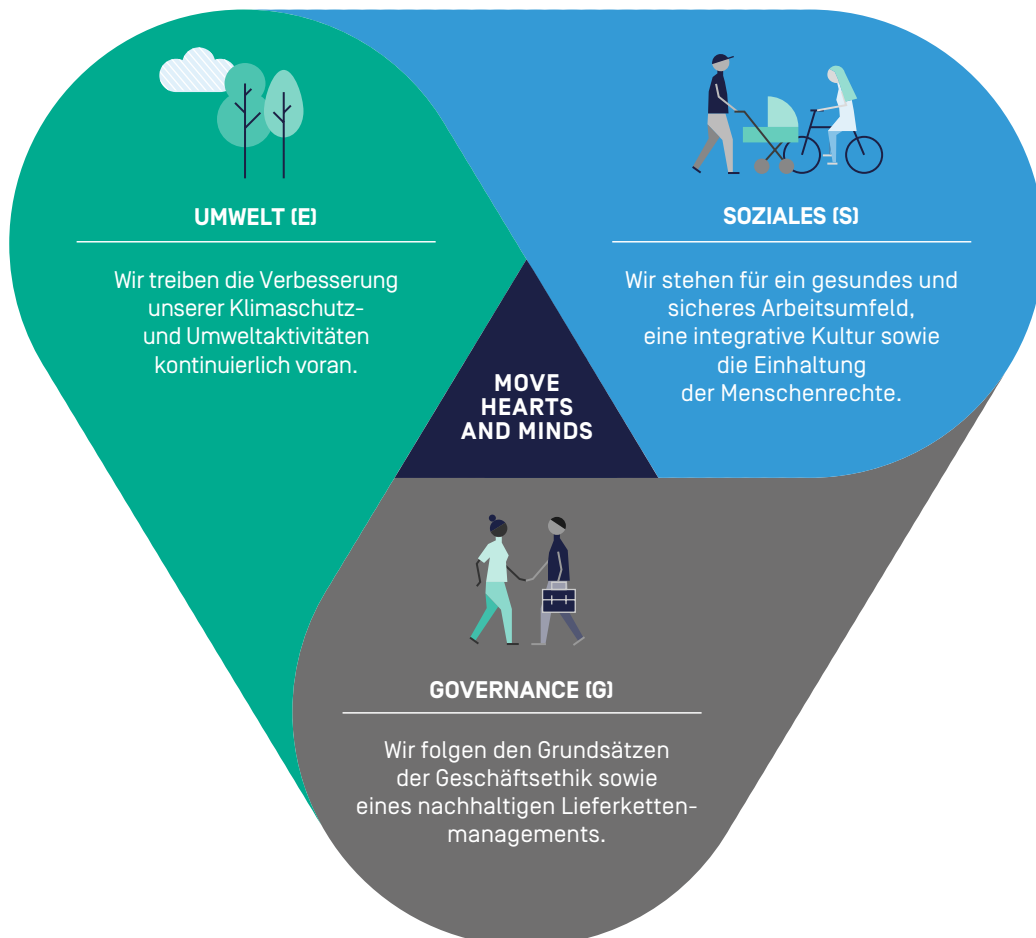 UMWELT (E)
Wir treiben die Verbesserung
unserer Klimaschutz-
und Umweltaktivitäten
kontinuierlich voran.
SOZIALES (S)
Wir stehen für ein gesundes und
sicheres Arbeitsumfeld,
eine integrative Kultur sowie
die Einhaltung
der Menschenrechte.
MOVE
HEARTS
AND MINDS
GOVERNANCE (G)
Wir folgen den Grundsätzen
der Geschäftsethik sowie
eines nachhaltigen Lieferketten-
managements.